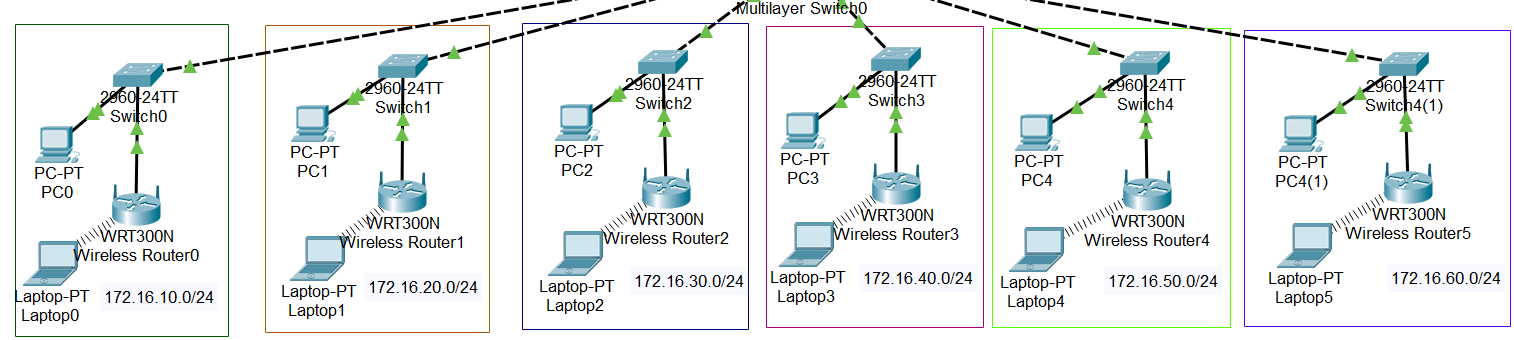 Multilayer Switch0
2960-24TT
Switch0
PC-PT
PC0
WRT300N
Wireless Router0
Laptop-PT
Laptop0
172.16.10.0/24
2960-24TT
Switch1
PC-PT
PC1
WRT300N
Wireless Router1
Laptop-PT
Laptop1
172.16.20.0/24
2960-24TT
Switch2
PC-PT
PC2
WRT300N
Wireless Router2
Laptop-PT
Laptop2
172.16.30.0/24
2960-24TT
Switch3
PC-PT
PC3
WRT300N
Wireless Router3
Laptop-PT
Laptop3
172.16.40.0/24
2960-24TT
Switch4
PC-PT
PC4
WRT300N
Wireless Router4
Laptop-PT
Laptop4
172.16.50.0/24
2960-24TT
Switch4(1)
PC-PT
PC4(1)
WRT300N
Wireless Router5
Laptop-PT
Laptop5
172.16.60.0/24